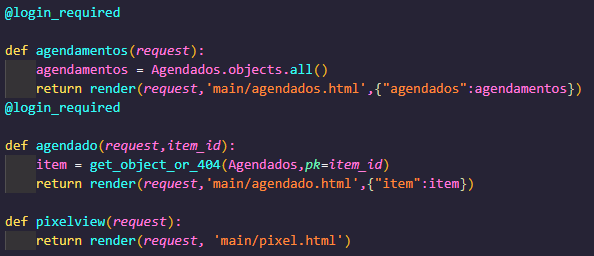 @login_required
def agendamentos(request):
agendamentos = Agendados.objects.all()
return render(request,'main/agendados.html',{"agendados":agendamentos})
@login_required
def agendado(request,item_id):
item = get_object_or_404(Agendados,pk=item_id)
return render(request,'main/agendado.html',{"item":item})
def pixelview(request):
return render(request, 'main/pixel.html')